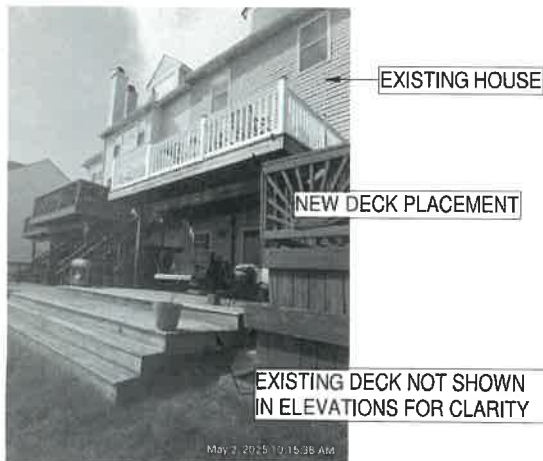 EXISTING HOUSE
NEW DECK PLACEMENT
EXISTING DECK NOT SHOWN
IN ELEVATIONS FOR CLARITY
May 2, 2025 10:15:38 AM